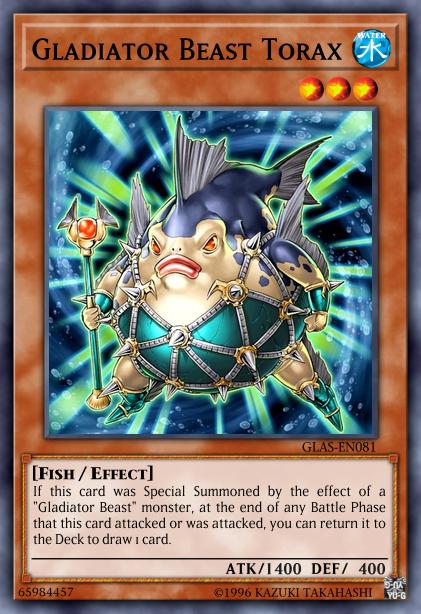 Gladiator Beast Torax
WATER
水
GLAS-EN081
[Fish / Effect]
If this card was Special Summoned by the effect of a
"Gladiator Beast" monster, at the end of any Battle Phase
that this card attacked or was attacked, you can return it to
the Deck to draw 1 card.
ATK/1400 DEF/ 400
65984457
©1996 KAZUKI TAKAHASHI